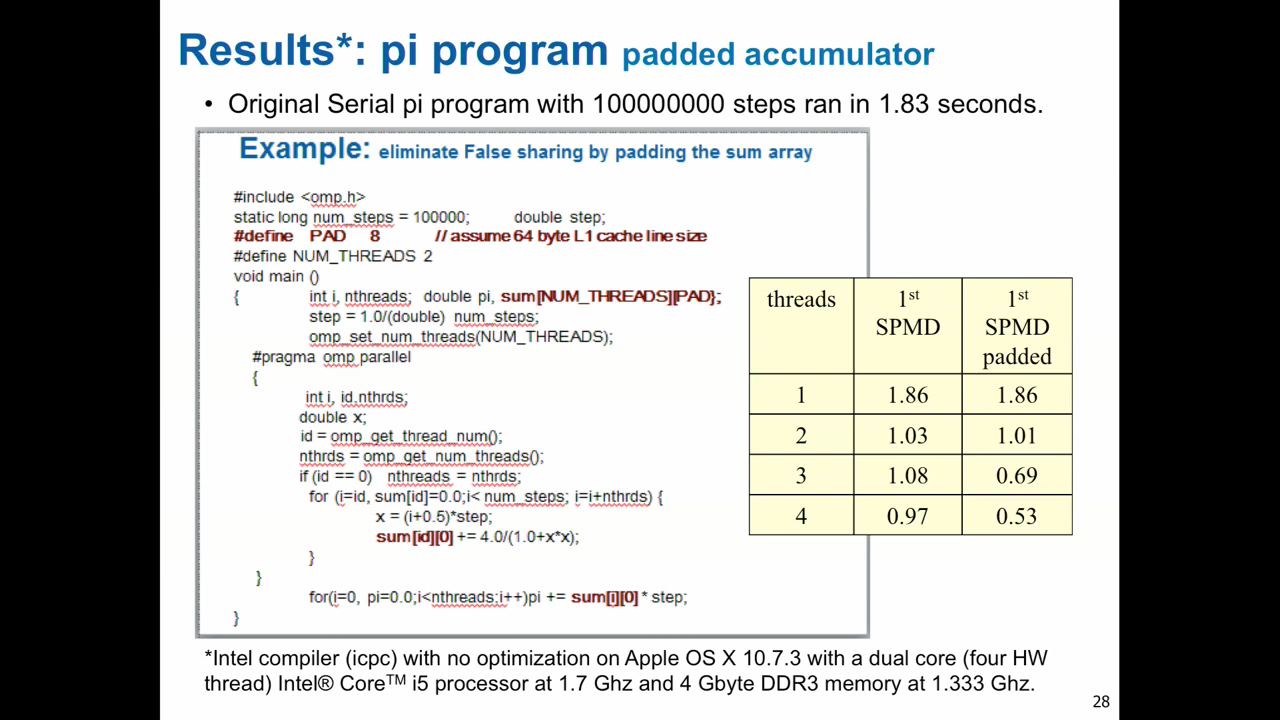 Results*: pi program padded accumulator
• Original Serial pi program with 100000000 steps ran in 1.83 seconds.
Example: eliminate False sharing by padding the sum array
#include <omp.h>
static long num_steps = 100000; double step;
#define PAD 8 // assume 64 byte L1 cache line size
#define NUM_THREADS 2
void main ()
{ int i, nthreads; double pi, sum[NUM_THREADS][PAD};
step = 1.0/(double) num_steps;
omp_set_num_threads(NUM_THREADS);
#pragma omp parallel
{
int i, id,nthrds;
double x;
id = omp_get_thread_num();
nthrds = omp_get_num_threads();
if (id == 0) nthreads = nthrds;
for (i=id, sum[id]=0.0;i< num_steps; i=i+nthrds) {
x = (i+0.5)*step;
sum[id][0] += 4.0/(1.0+x*x);
}
}
for(i=0, pi=0.0;i<nthreads;i++)pi += sum[i][0] * step;
}
threads 1st SPMD 1st SPMD padded
1 1.86 1.86
2 1.03 1.01
3 1.08 0.69
4 0.97 0.53
*Intel compiler (icpc) with no optimization on Apple OS X 10.7.3 with a dual core (four HW
thread) Intel® CoreTM i5 processor at 1.7 Ghz and 4 Gbyte DDR3 memory at 1.333 Ghz.
28